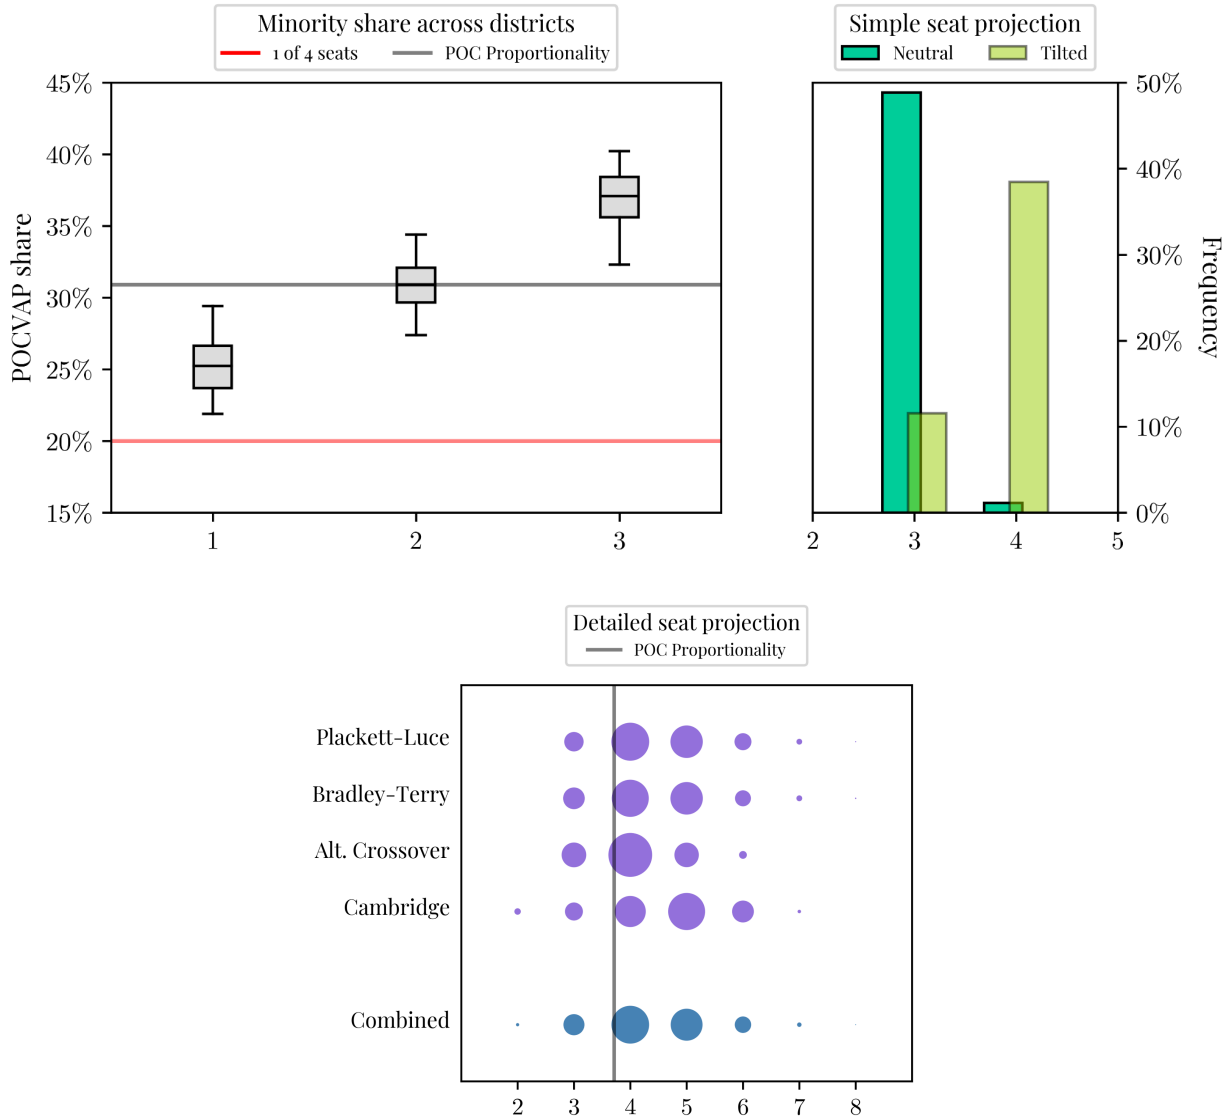 Minority share across districts
1 of 4 seats POC Proportionality
45%
40%
35%
30%
25%
20%
15%
POCVAP share
1 2 3
Simple seat projection
Neutral Tilted
50%
40%
30%
20%
10%
0%
Frequency
2 3 4 5
Detailed seat projection
POC Proportionality
Plackett-Luce
Bradley-Terry
Alt. Crossover
Cambridge
Combined
2 3 4 5 6 7 8